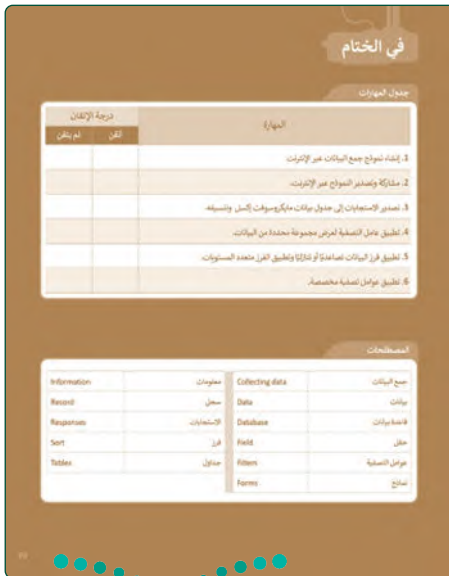 في الختام
جدول المهارات
المهارة
درجة الإتقان
أتقن
لم يتقن
1. إنشاء نموذج جمع البيانات عبر الإنترنت.
2. مشاركة وتصدير النموذج عبر الإنترنت.
3. تصدير الاستجابات إلى جدول بيانات مايكروسوفت إكسل وتنسيقه.
4. تطبيق عامل التصفية لعرض مجموعة محددة من البيانات.
5. تطبيق فرز البيانات تصاعديًا أو تنازليًا وتطبيق الفرز متعدد المستويات.
6. تطبيق عوامل تصفية مخصصة.
المصطلحات
جمع البيانات Collecting data معلومات Information
بيانات Data سجل Record
قاعدة بيانات Database الاستجابات Responses
حقل Field فرز Sort
عوامل التصفية Filters جداول Tables
نماذج Forms